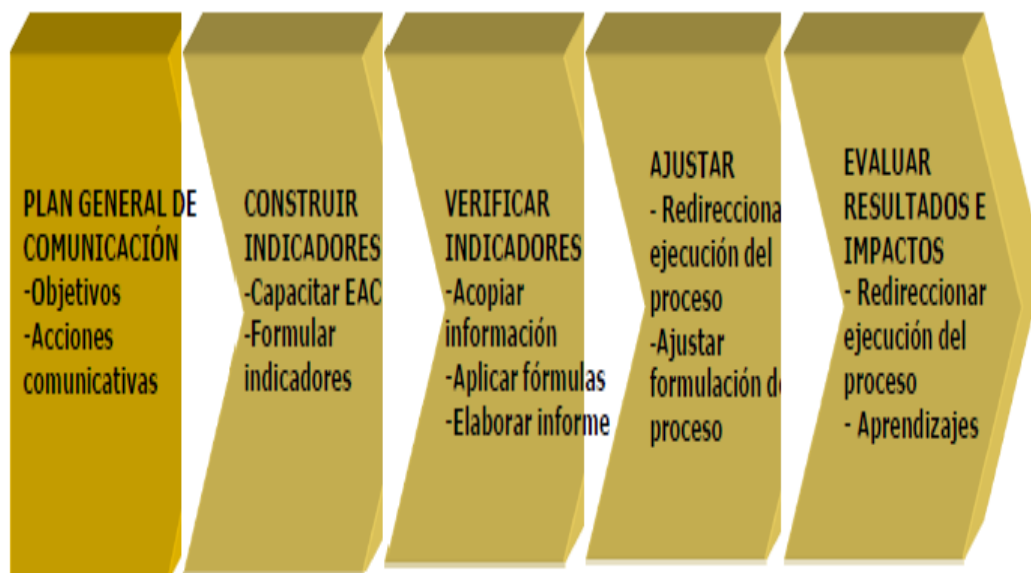 PLAN GENERAL DE
COMUNICACIÓN
-Objetivos
-Acciones
comunicativas
CONSTRUIR
INDICADORES
-Capacitar EAC
-Formular
indicadores
VERIFICAR
INDICADORES
-Acopiar
información
-Aplicar fórmulas
-Elaborar informe
AJUSTAR
- Redirecciona
ejecución del
proceso
-Ajustar
formulación de
proceso
EVALUAR
RESULTADOS E
IMPACTOS
- Redireccionar
ejecución del
proceso
- Aprendizajes